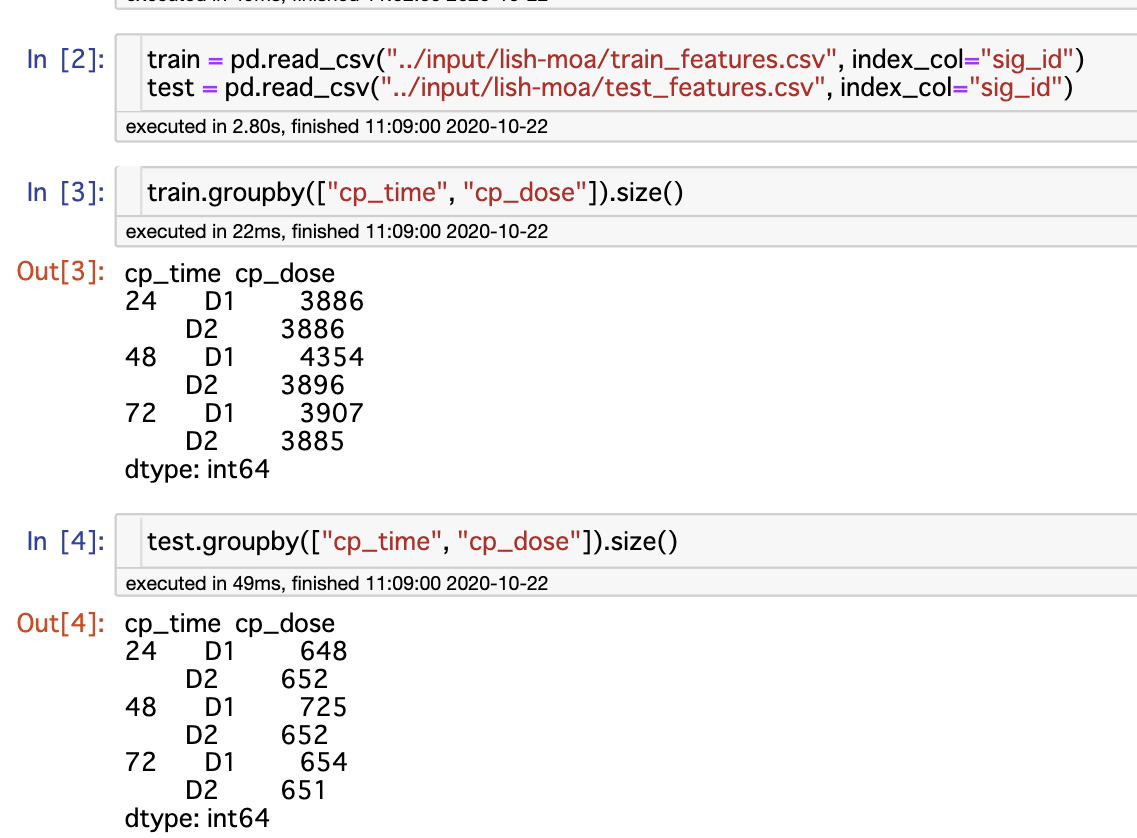 In [2]:
train = pd.read_csv("../input/lish-moa/train_features.csv", index_col="sig_id")
test = pd.read_csv("../input/lish-moa/test_features.csv", index_col="sig_id")
executed in 2.80s, finished 11:09:00 2020-10-22
In [3]:
train.groupby(["cp_time", "cp_dose"]).size()
executed in 22ms, finished 11:09:00 2020-10-22
Out[3]:
cp_time cp_dose
24 D1 3886
D2 3886
48 D1 4354
D2 3896
72 D1 3907
D2 3885
dtype: int64
In [4]:
test.groupby(["cp_time", "cp_dose"]).size()
executed in 49ms, finished 11:09:00 2020-10-22
Out[4]:
cp_time cp_dose
24 D1 648
D2 652
48 D1 725
D2 652
72 D1 654
D2 651
dtype: int64